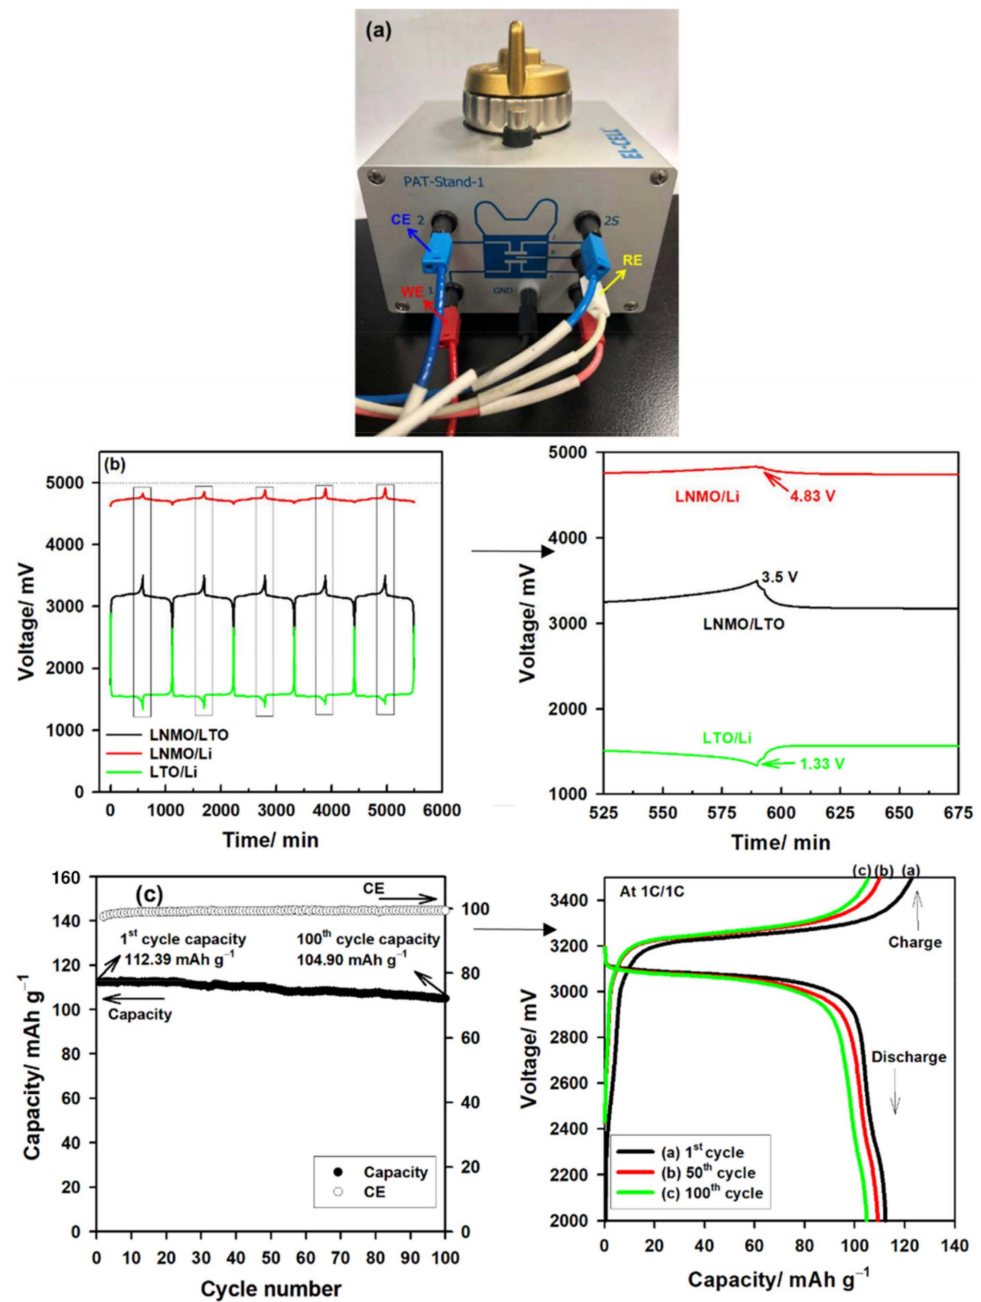 (a)
EL-CELL®
PAT-Stand-1
CE
2
2S
RE
WE
1
GND
(b)
5000
4000
3000
2000
1000
0
Voltage/ mV
LNMO/LTO
LNMO/Li
LTO/Li
0 1000 2000 3000 4000 5000 6000
Time/ min
5000
4000
3000
2000
1000
Voltage/ mV
LNMO/Li
4.83 V
3.5 V
LNMO/LTO
LTO/Li
1.33 V
525 550 575 600 625 650 675
Time/ min
(c)
160
140
120
100
80
60
40
20
0
Capacity/ mAh g⁻¹
CE
1st cycle capacity
112.39 mAh g⁻¹
100th cycle capacity
104.90 mAh g⁻¹
Capacity
Capacity
CE
100
80
60
40
20
0
0 10 20 30 40 50 60 70 80 90 100
Cycle number
At 1C/1C
(c) (b) (a)
Charge
Discharge
3400
3200
3000
2800
2600
2400
2200
2000
Voltage/ mV
(a) 1st cycle
(b) 50th cycle
(c) 100th cycle
0 20 40 60 80 100 120 140
Capacity/ mAh g⁻¹